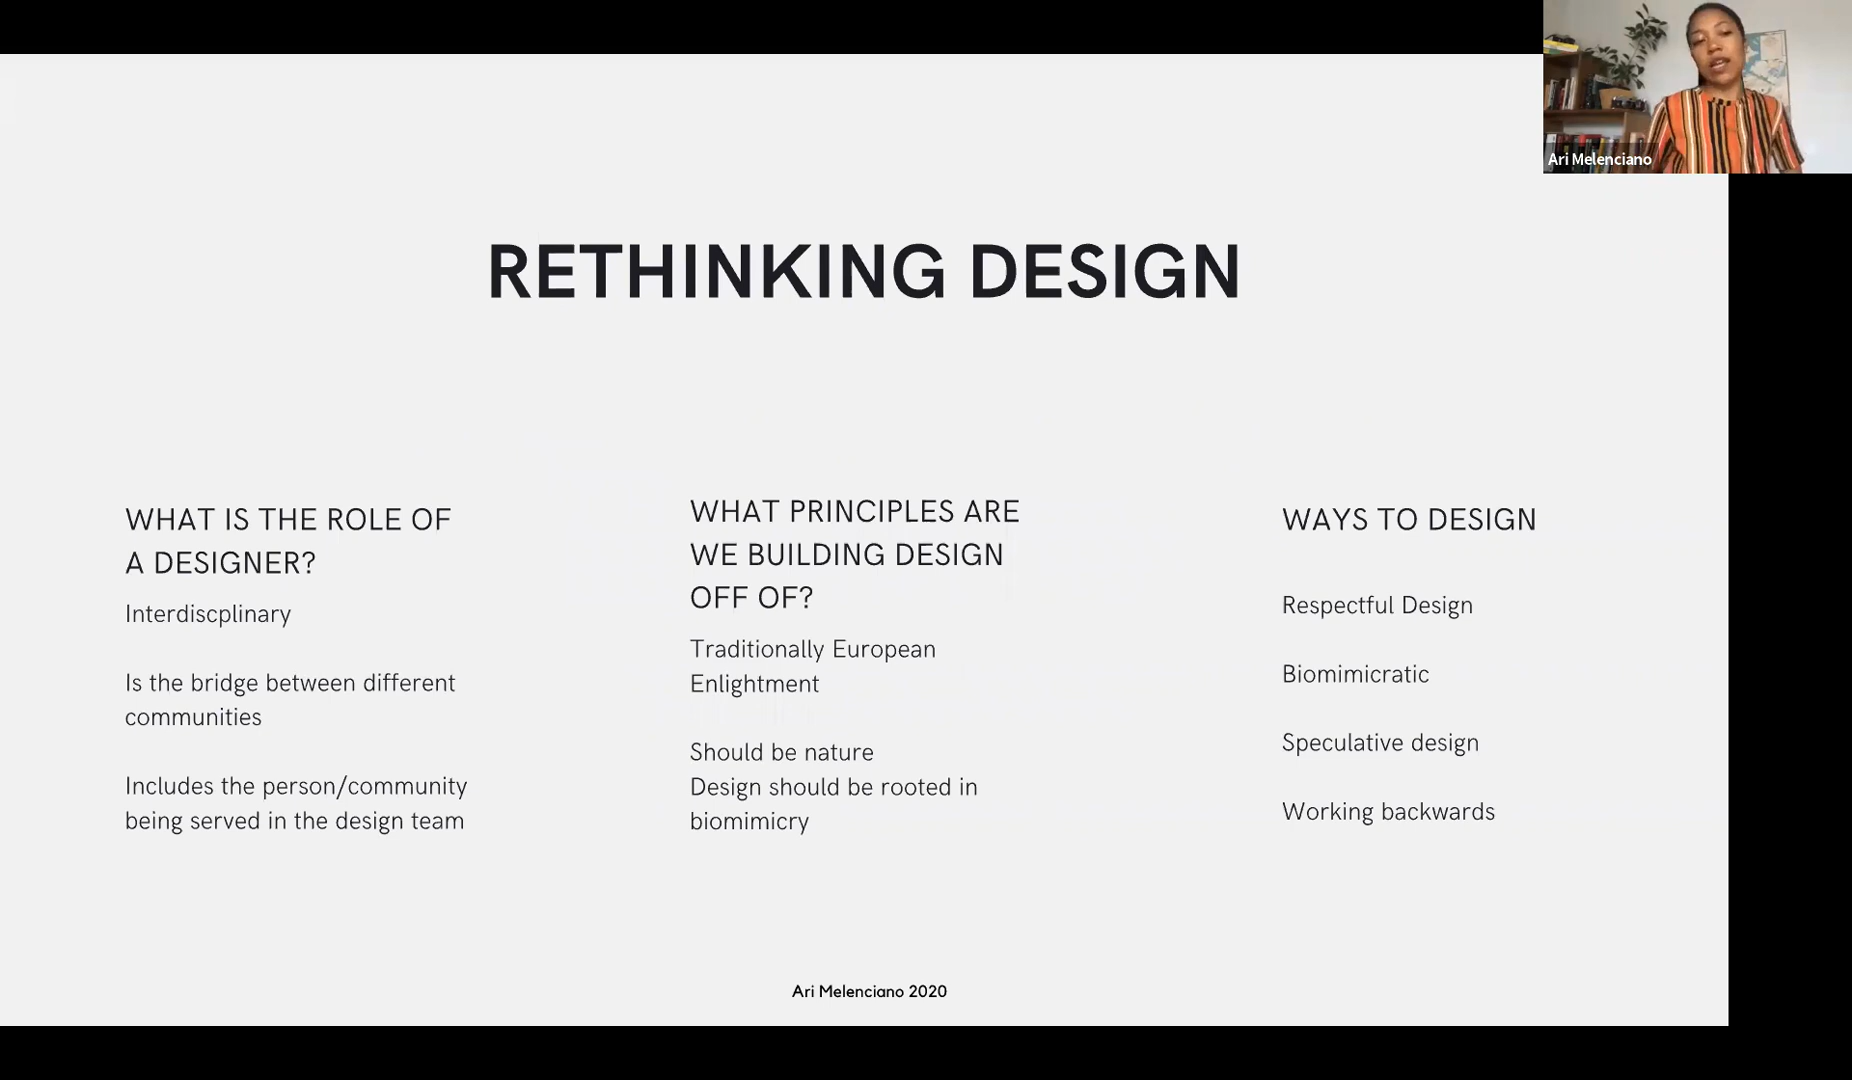 Ari Melenciano
RETHINKING DESIGN
WHAT IS THE ROLE OF
A DESIGNER?
Interdiscplinary
Is the bridge between different
communities
Includes the person/community
being served in the design team
WHAT PRINCIPLES ARE
WE BUILDING DESIGN
OFF OF?
Traditionally European
Enlightment
Should be nature
Design should be rooted in
biomimicry
WAYS TO DESIGN
Respectful Design
Biomimicratic
Speculative design
Working backwards
Ari Melenciano 2020